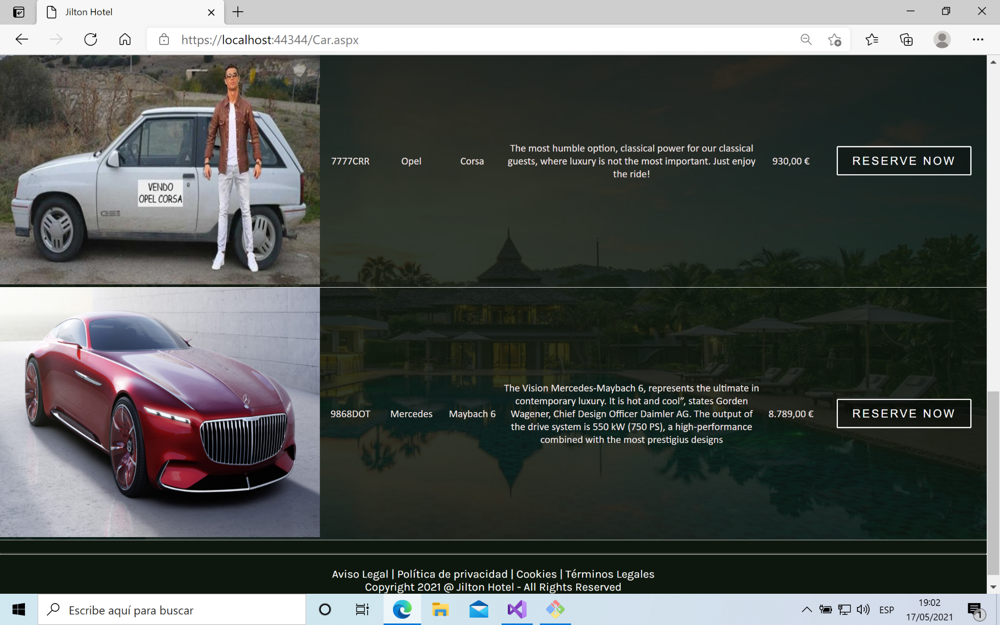 Jilton Hotel
https://localhost:44344/Car.aspx
VENDO
OPEL CORSA
GSI
7777CRR
Opel
Corsa
The most humble option, classical power for our classical
guests, where luxury is not the most important. Just enjoy
the ride!
930,00 €
RESERVE NOW
9868DOT
Mercedes
Maybach 6
The Vision Mercedes-Maybach 6, represents the ultimate in
contemporary luxury. It is hot and cool”, states Gorden
Wagener, Chief Design Officer Daimler AG. The output of
the drive system is 550 kW (750 PS), a high-performance
combined with the most prestigius designs
8.789,00 €
RESERVE NOW
Aviso Legal | Política de privacidad | Cookies | Términos Legales
Copyright 2021 @ Jilton Hotel - All Rights Reserved
Escribe aquí para buscar
ESP
19:02
17/05/2021
1